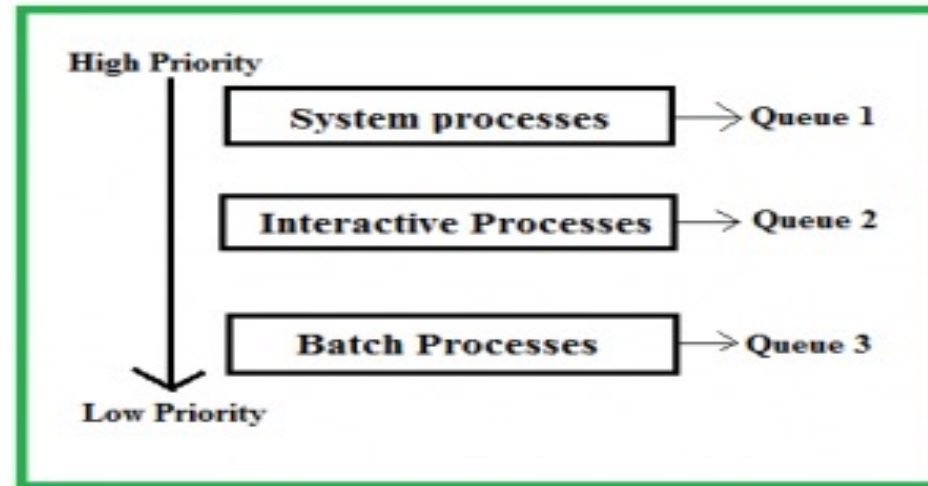 High Priority
System processes
Queue 1
Interactive Processes
Queue 2
Batch Processes
Queue 3
Low Priority